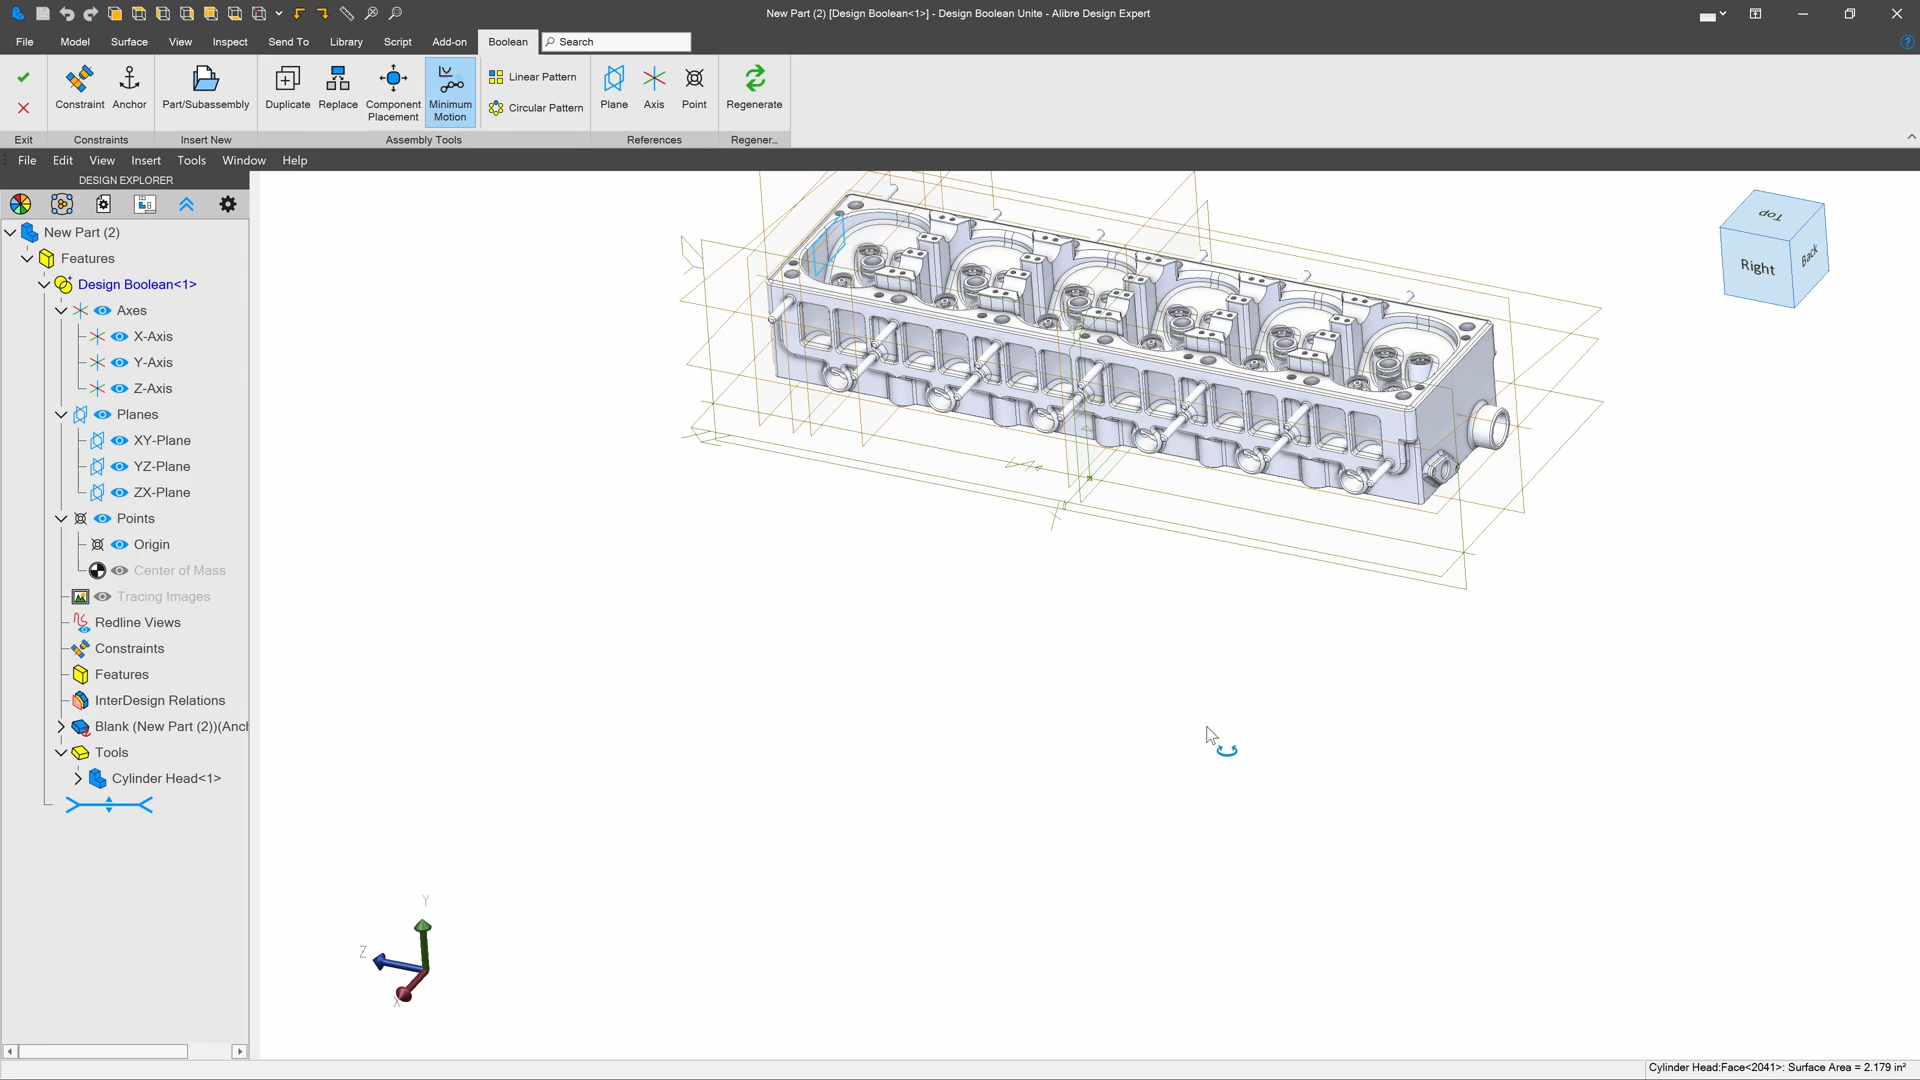 New Part (2) [Design Boolean<1>] - Design Boolean Unite - Alibre Design Expert
File Model Surface View Inspect Send To Library Script Add-on Boolean Search
Constraint Anchor Part/Subassembly Duplicate Replace Component Placement Minimum Motion Linear Pattern Circular Pattern Plane Axis Point Regenerate
Exit Constraints Insert New Assembly Tools References Regener...
File Edit View Insert Tools Window Help
DESIGN EXPLORER
New Part (2)
Features
Design Boolean<1>
Axes
X-Axis
Y-Axis
Z-Axis
Planes
XY-Plane
YZ-Plane
ZX-Plane
Points
Origin
Center of Mass
Tracing Images
Redline Views
Constraints
Features
InterDesign Relations
Blank (New Part (2))(Anch
Tools
Cylinder Head<1>
Top
Right
Back
Y
Z
X
Cylinder Head:Face<2041>: Surface Area = 2.179 in²